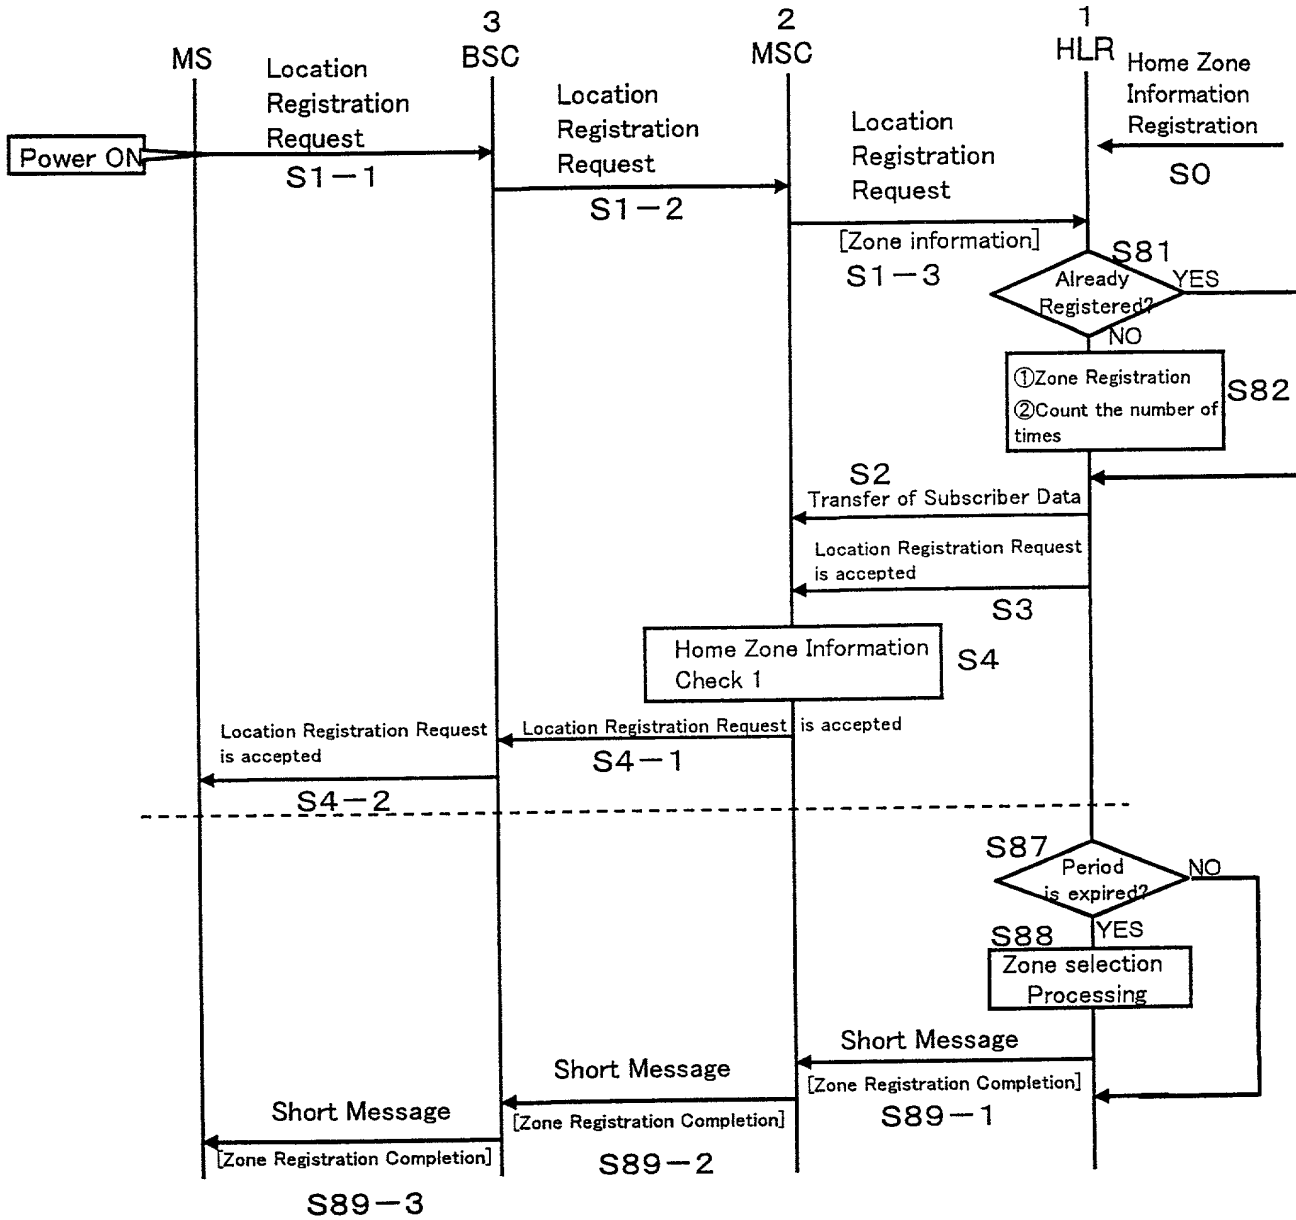 3
2
1
MS
BSC
MSC
HLR
Location
Registration
Request
Location
Registration
Request
Location
Registration
Request
Home Zone
Information
Registration
Power ON
S1-1
S1-2
S0
[Zone information]
S1-3
S81
Already
Registered?
YES
NO
①Zone Registration
②Count the number of
times
S82
S2
Transfer of Subscriber Data
Location Registration Request
is accepted
S3
Home Zone Information
Check 1
S4
Location Registration Request
is accepted
Location Registration Request is accepted
S4-1
S4-2
S87
Period
is expired?
NO
YES
S88
Zone selection
Processing
Short Message
[Zone Registration Completion]
S89-1
Short Message
[Zone Registration Completion]
S89-2
Short Message
[Zone Registration Completion]
S89-3